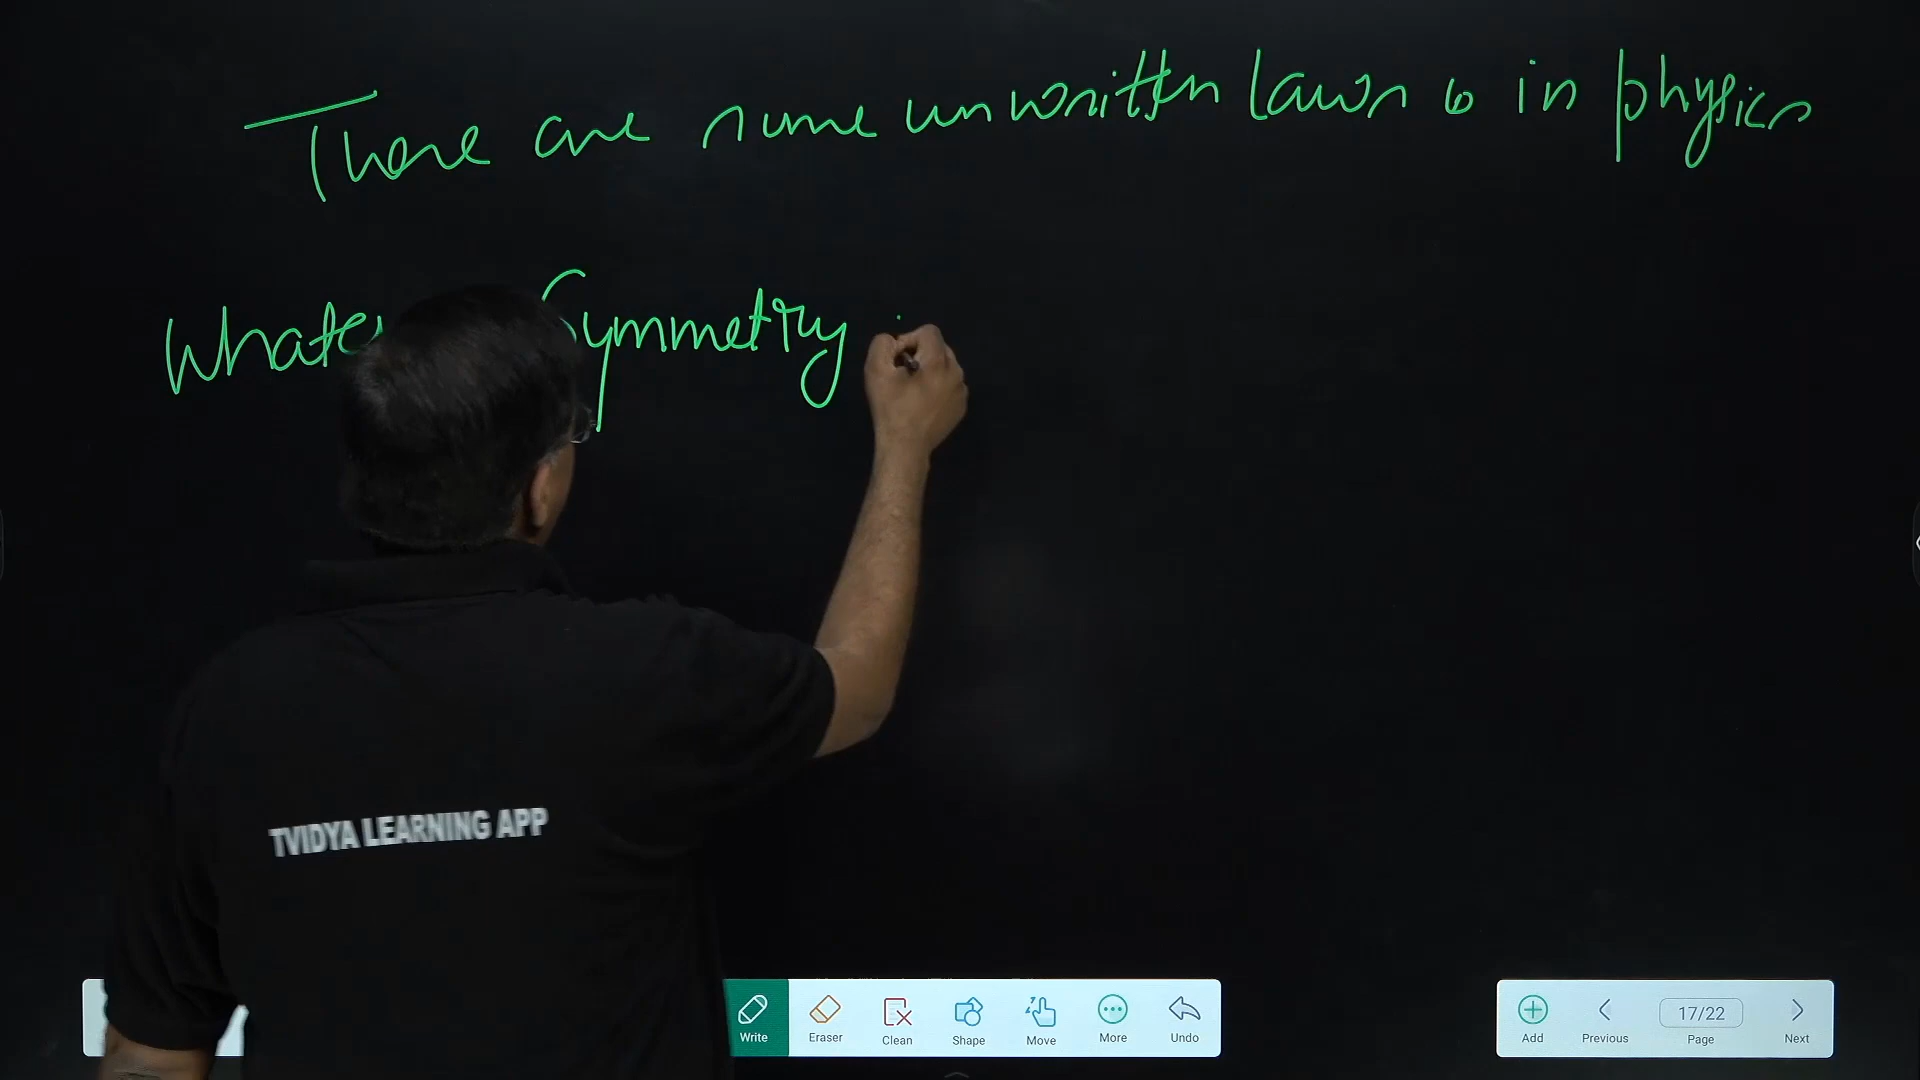 There are some unwritten laws in physics
Symmetry
TVIDYA LEARNING APP
Write
Eraser
Clean
Shape
Move
More
Undo
Add
Previous
17/22
Page
Next